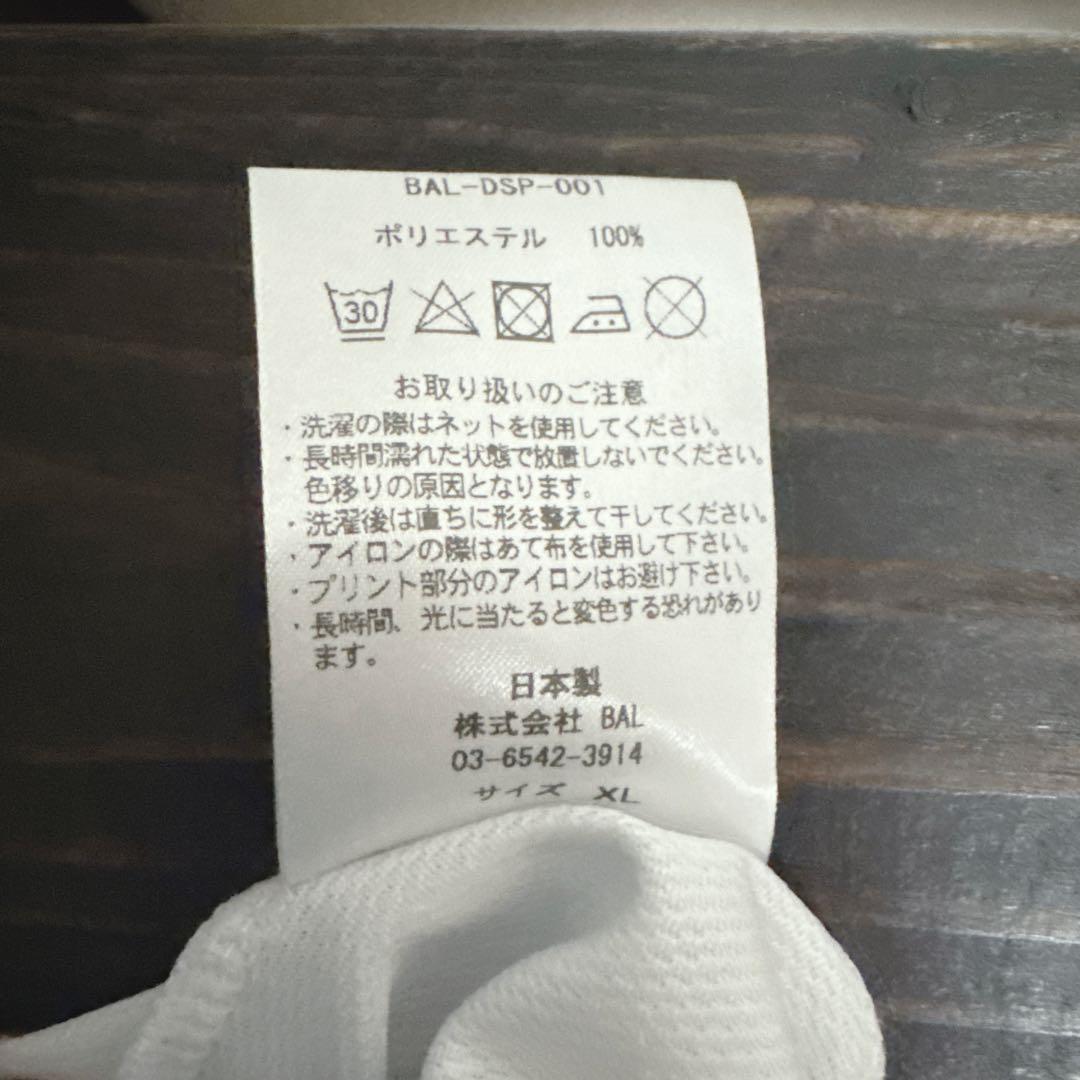 BAL-DSP-001
ポリエステル 100%
30
お取り扱いのご注意
・洗濯の際はネットを使用してください。
・長時間濡れた状態で放置しないでください。
色移りの原因となります。
・洗濯後は直ちに形を整えて干してください。
・アイロンの際はあて布を使用して下さい。
・プリント部分のアイロンはお避け下さい。
・長時間、光に当たると変色する恐れがあり
ます。
日本製
株式会社 BAL
03-6542-3914
サイズ XL